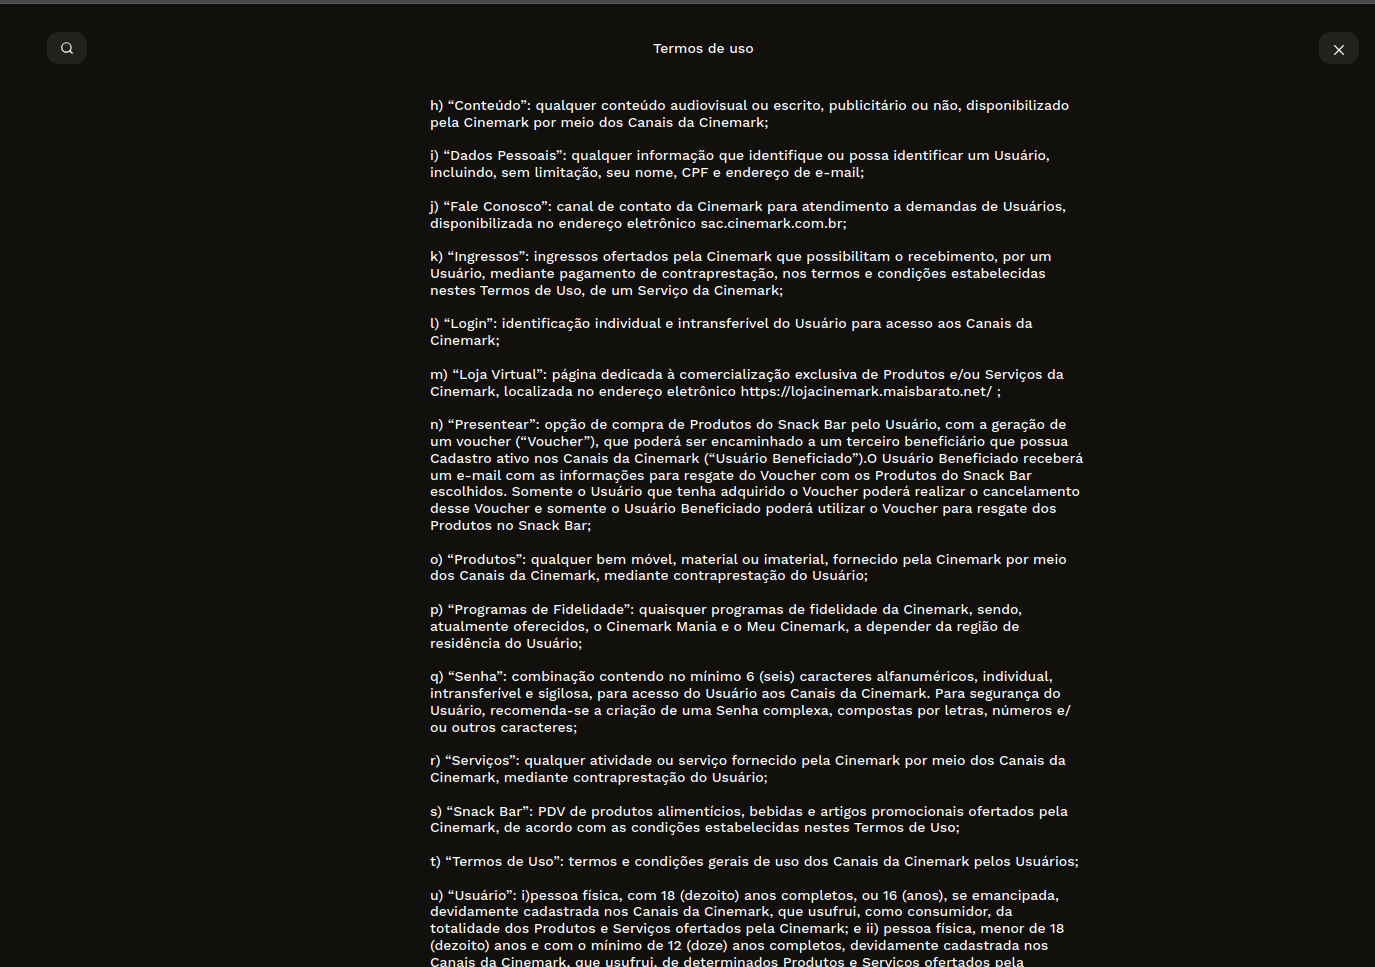 Termos de uso
h) “Conteúdo”: qualquer conteúdo audiovisual ou escrito, publicitário ou não, disponibilizado
pela Cinemark por meio dos Canais da Cinemark;
i) “Dados Pessoais”: qualquer informação que identifique ou possa identificar um Usuário,
incluindo, sem limitação, seu nome, CPF e endereço de e-mail;
j) “Fale Conosco”: canal de contato da Cinemark para atendimento a demandas de Usuários,
disponibilizada no endereço eletrônico sac.cinemark.com.br;
k) “Ingressos”: ingressos ofertados pela Cinemark que possibilitam o recebimento, por um
Usuário, mediante pagamento de contraprestação, nos termos e condições estabelecidas
nestes Termos de Uso, de um Serviço da Cinemark;
l) “Login”: identificação individual e intransferível do Usuário para acesso aos Canais da
Cinemark;
m) “Loja Virtual”: página dedicada à comercialização exclusiva de Produtos e/ou Serviços da
Cinemark, localizada no endereço eletrônico https://lojacinemark.maisbarato.net/ ;
n) “Presentear”: opção de compra de Produtos do Snack Bar pelo Usuário, com a geração de
um voucher (“Voucher”), que poderá ser encaminhado a um terceiro beneficiário que possua
Cadastro ativo nos Canais da Cinemark (“Usuário Beneficiado”).O Usuário Beneficiado receberá
um e-mail com as informações para resgate do Voucher com os Produtos do Snack Bar
escolhidos. Somente o Usuário que tenha adquirido o Voucher poderá realizar o cancelamento
desse Voucher e somente o Usuário Beneficiado poderá utilizar o Voucher para resgate dos
Produtos no Snack Bar;
o) “Produtos”: qualquer bem móvel, material ou imaterial, fornecido pela Cinemark por meio
dos Canais da Cinemark, mediante contraprestação do Usuário;
p) “Programas de Fidelidade”: quaisquer programas de fidelidade da Cinemark, sendo,
atualmente oferecidos, o Cinemark Mania e o Meu Cinemark, a depender da região de
residência do Usuário;
q) “Senha”: combinação contendo no mínimo 6 (seis) caracteres alfanuméricos, individual,
intransferível e sigilosa, para acesso do Usuário aos Canais da Cinemark. Para segurança do
Usuário, recomenda-se a criação de uma Senha complexa, compostas por letras, números e/
ou outros caracteres;
r) “Serviços”: qualquer atividade ou serviço fornecido pela Cinemark por meio dos Canais da
Cinemark, mediante contraprestação do Usuário;
s) “Snack Bar”: PDV de produtos alimentícios, bebidas e artigos promocionais ofertados pela
Cinemark, de acordo com as condições estabelecidas nestes Termos de Uso;
t) “Termos de Uso”: termos e condições gerais de uso dos Canais da Cinemark pelos Usuários;
u) “Usuário”: i)pessoa física, com 18 (dezoito) anos completos, ou 16 (anos), se emancipada,
devidamente cadastrada nos Canais da Cinemark, que usufrui, como consumidor, da
totalidade dos Produtos e Serviços ofertados pela Cinemark; e ii) pessoa física, menor de 18
(dezoito) anos e com o mínimo de 12 (doze) anos completos, devidamente cadastrada nos
Canais da Cinemark, que usufrui, de determinados Produtos e Serviços ofertados pela